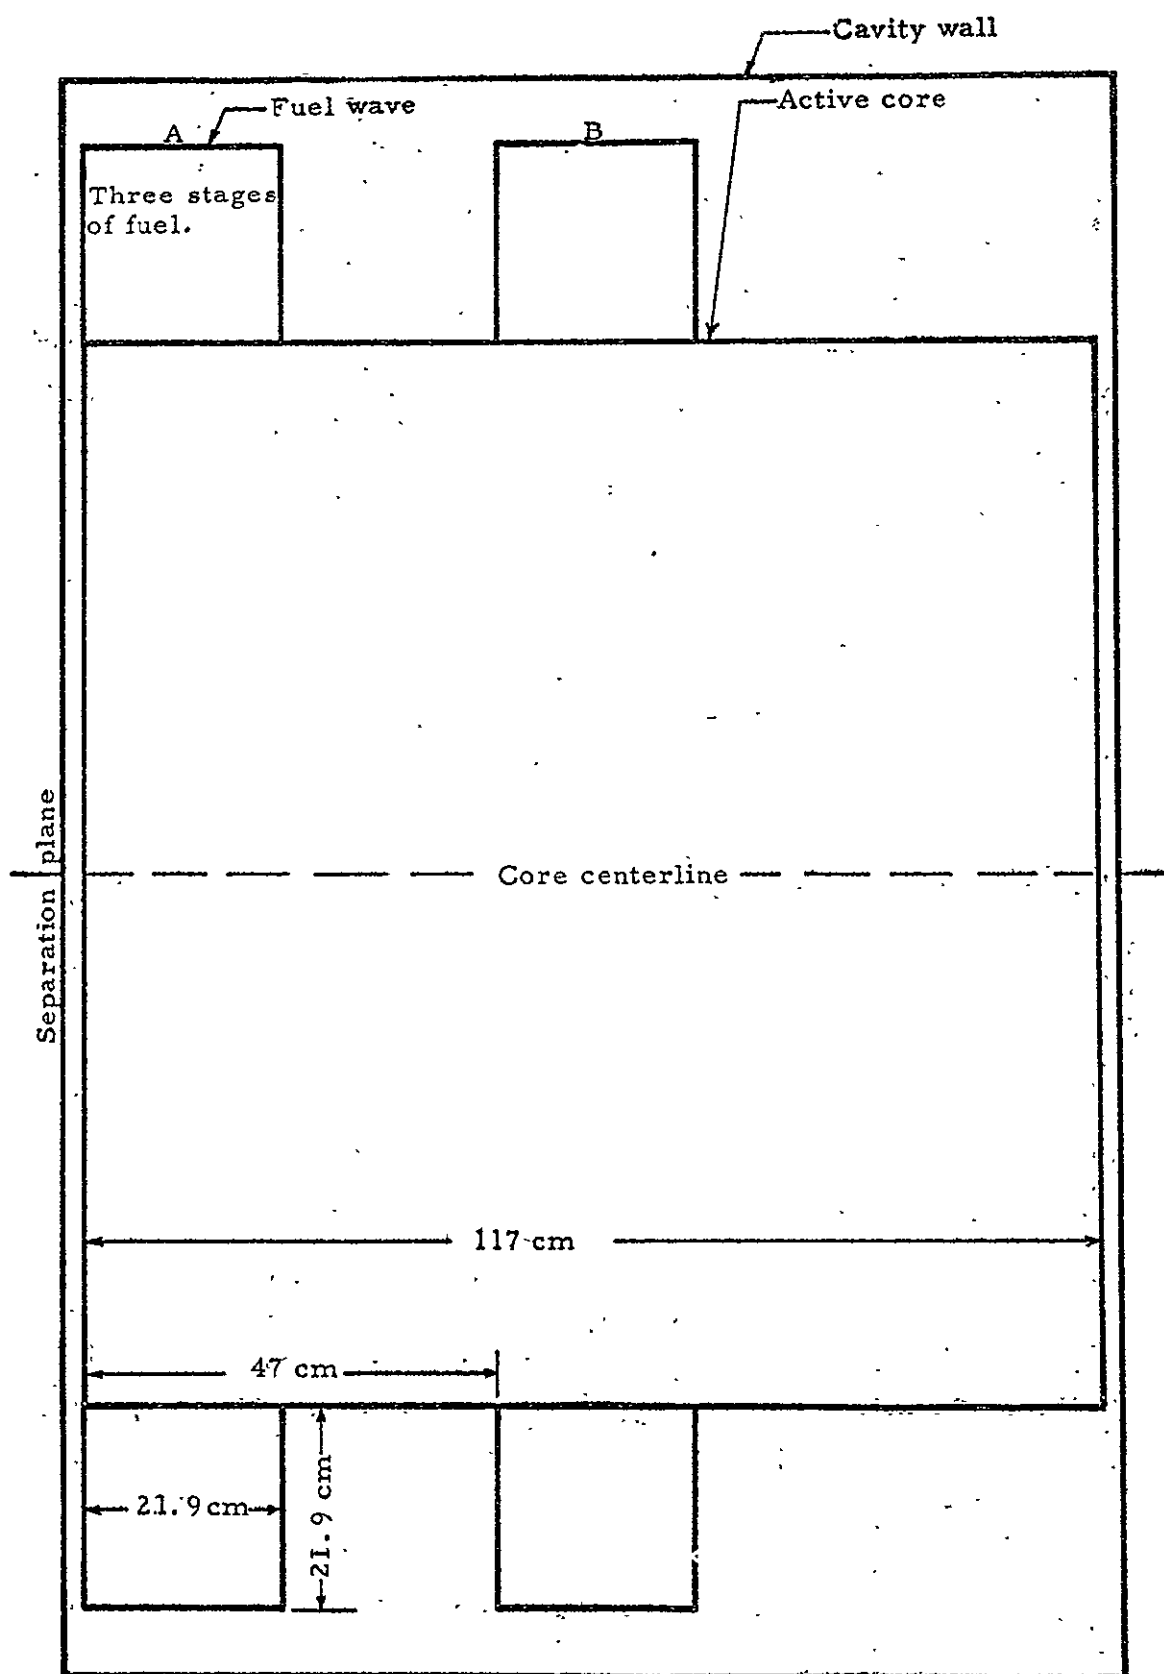 Cavity wall
Fuel wave
Active core
A
B
Three stages
of fuel.
Separation plane
Core centerline
117 cm
47 cm
21.9 cm
21.9 cm